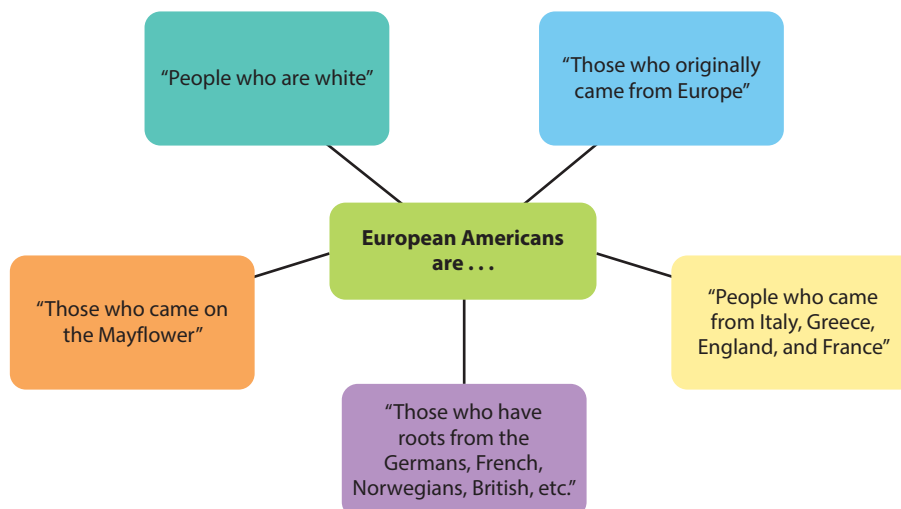 “People who are white”
“Those who originally
came from Europe”
European Americans
are . . .
“Those who came on
the Mayflower”
“People who came
from Italy, Greece,
England, and France”
“Those who have
roots from the
Germans, French,
Norwegians, British, etc.”